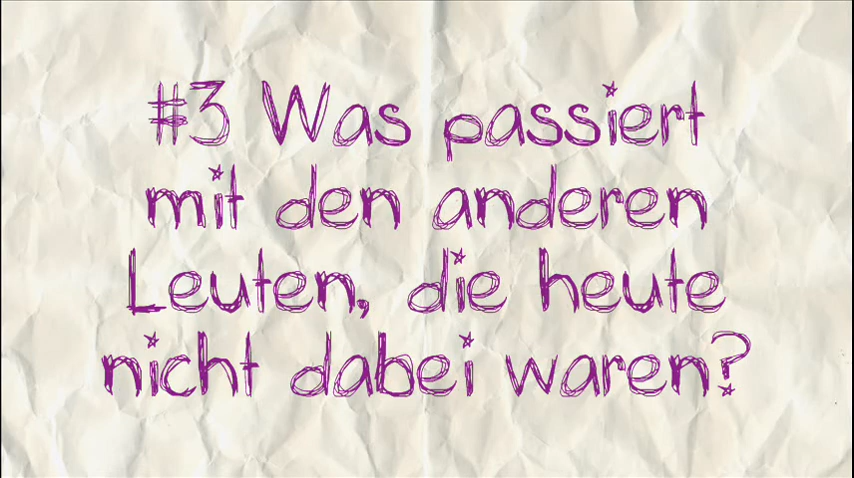 #3 Was passiert
mit den anderen
Leuten, die heute
nicht dabei waren?